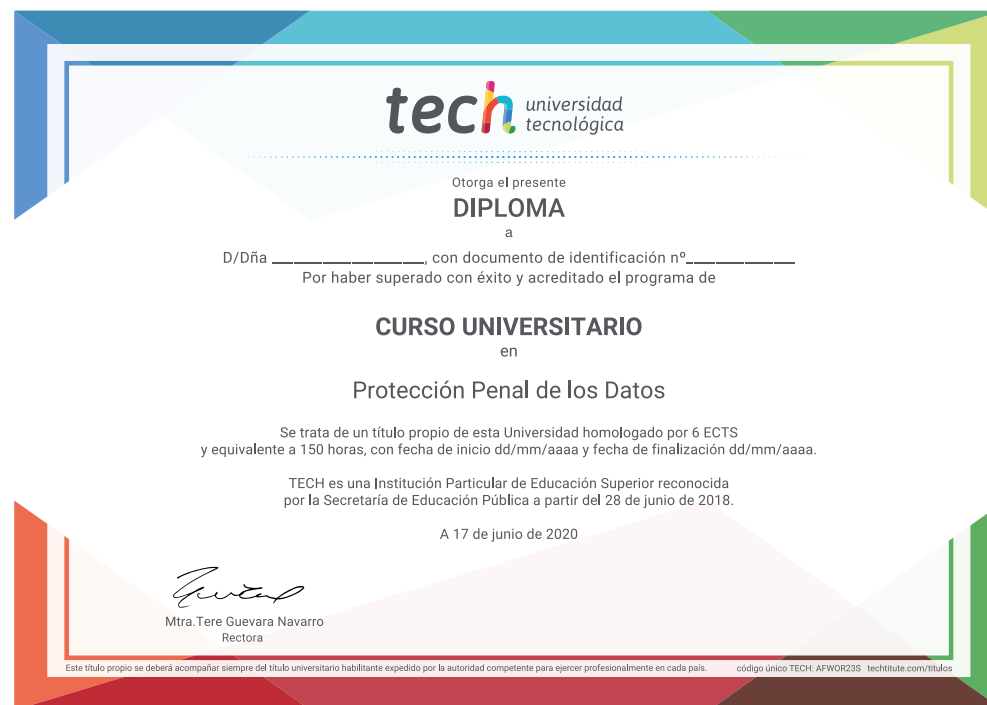 tech universidad
tecnológica
Otorga el presente
DIPLOMA
a
D/Dña ______________, con documento de identificación nº__________
Por haber superado con éxito y acreditado el programa de
CURSO UNIVERSITARIO
en
Protección Penal de los Datos
Se trata de un título propio de esta Universidad homologado por 6 ECTS
y equivalente a 150 horas, con fecha de inicio dd/mm/aaaa y fecha de finalización dd/mm/aaaa.
TECH es una Institución Particular de Educación Superior reconocida
por la Secretaría de Educación Pública a partir del 28 de junio de 2018.
A 17 de junio de 2020
Mtra.Tere Guevara Navarro
Rectora
Este título propio se deberá acompañar siempre del título universitario habilitante expedido por la autoridad competente para ejercer profesionalmente en cada país. código único TECH: AFWOR23S techtitute.com/titulos